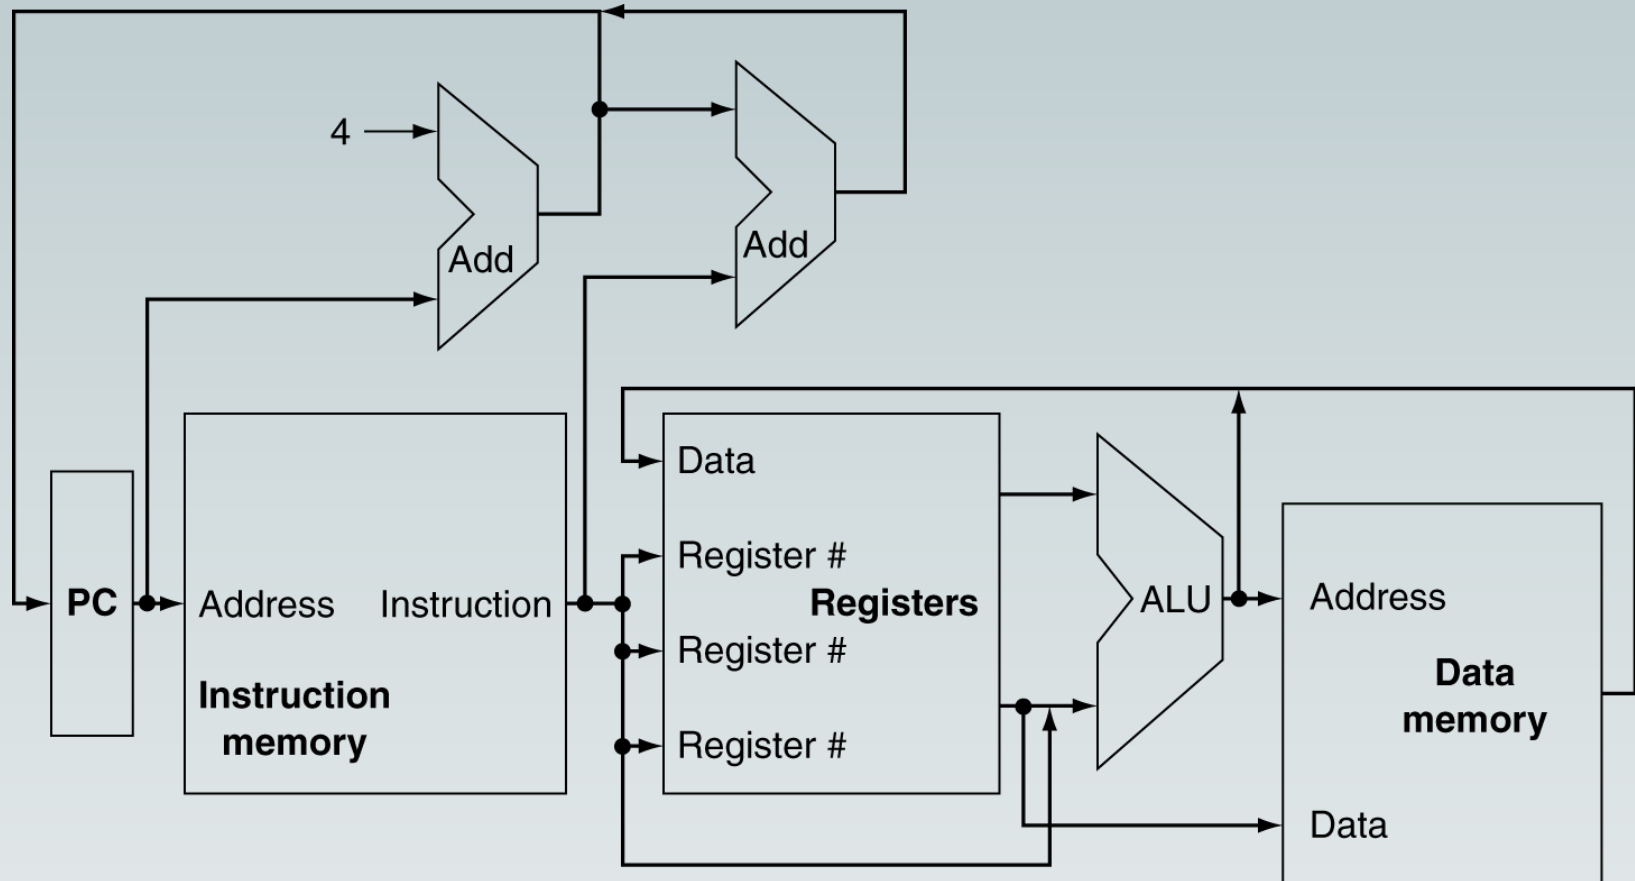 4
Add
Add
PC
Address
Instruction
Instruction
memory
Data
Register #
Registers
Register #
Register #
ALU
Address
Data
memory
Data